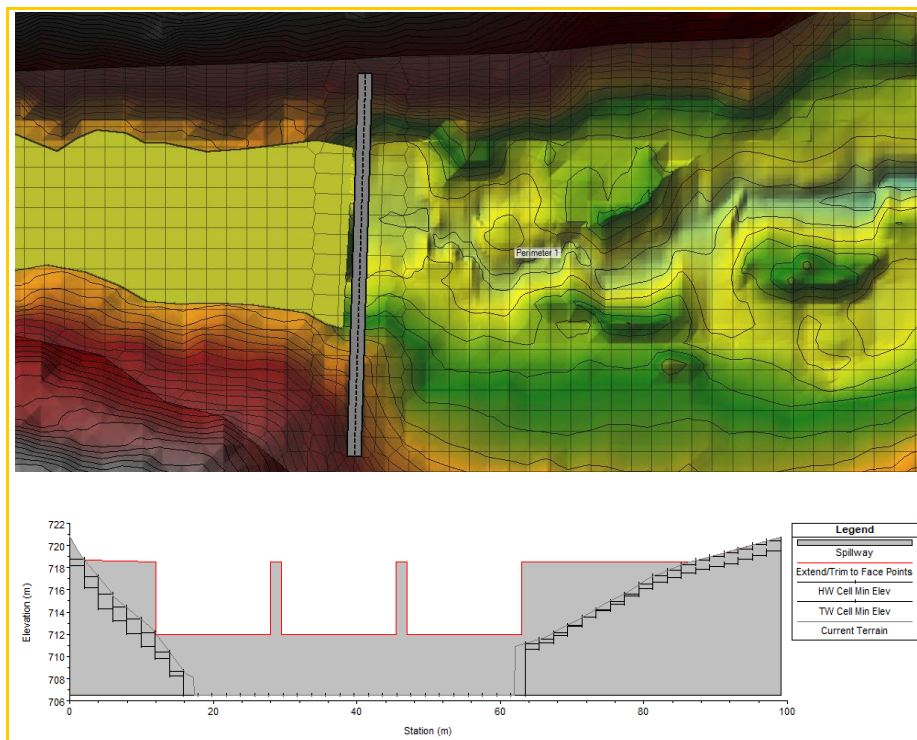 Perimeter 1
722
720
718
716
714
712
710
708
706
Elevation (m)
0
20
40
60
80
100
Station (m)
Legend
Spillway
Extend/Trim to Face Points
HW Cell Min Elev
TW Cell Min Elev
Current Terrain